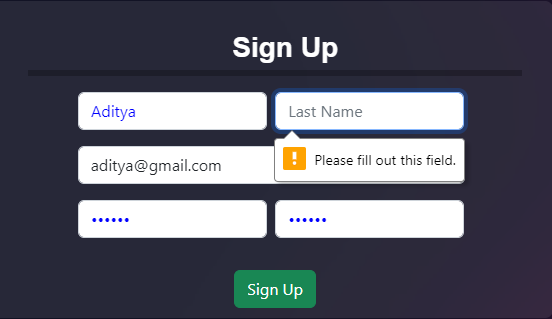 Sign Up
Aditya Last Name
aditya@gmail.com
Please fill out this field.
•••••• ••••••
Sign Up